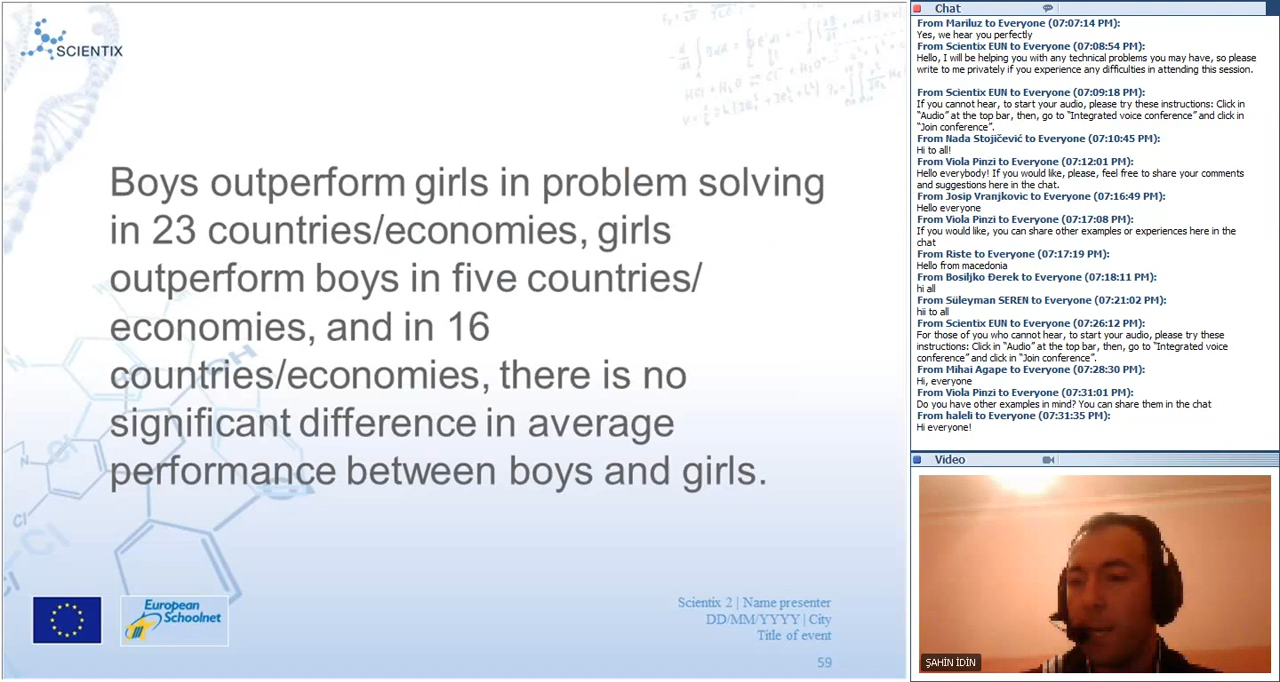 SCIENTIX
Boys outperform girls in problem solving
in 23 countries/economies, girls
outperform boys in five countries/
economies, and in 16
countries/economies, there is no
significant difference in average
performance between boys and girls.
European
Schoolnet
Scientix 2 | Name presenter
DD/MM/YYYY | City
Title of event
59
Chat
From Mariluz to Everyone (07:07:14 PM):
Yes, we hear you perfectly
From Scientix EUN to Everyone (07:08:54 PM):
Hello, I will be helping you with any technical problems you may have, so please
write to me privately if you experience any difficulties in attending this session.
From Scientix EUN to Everyone (07:09:18 PM):
If you cannot hear, to start your audio, please try these instructions: Click in
"Audio" at the top bar, then, go to "Integrated voice conference" and click in
"Join conference".
From Nada Stojičević to Everyone (07:10:45 PM):
Hi to all!
From Viola Pinzi to Everyone (07:12:01 PM):
Hello everybody! If you would like, please, feel free to share your comments
and suggestions here in the chat.
From Josip Vranjkovic to Everyone (07:16:49 PM):
Hello everyone
From Viola Pinzi to Everyone (07:17:08 PM):
If you would like, you can share other examples or experiences here in the
chat
From Riste to Everyone (07:17:19 PM):
Hello from macedonia
From Bosiljko Đerek to Everyone (07:18:11 PM):
hi all
From Süleyman SEREN to Everyone (07:21:02 PM):
hii to all
From Scientix EUN to Everyone (07:26:12 PM):
For those of you who cannot hear, to start your audio, please try these
instructions: Click in "Audio" at the top bar, then, go to "Integrated voice
conference" and click in "Join conference".
From Mihai Agape to Everyone (07:28:30 PM):
Hi, everyone
From Viola Pinzi to Everyone (07:31:01 PM):
Do you have other examples in mind? You can share them in the chat
From haleli to Everyone (07:31:35 PM):
Hi everyone!
Video
ŞAHİN İDİN